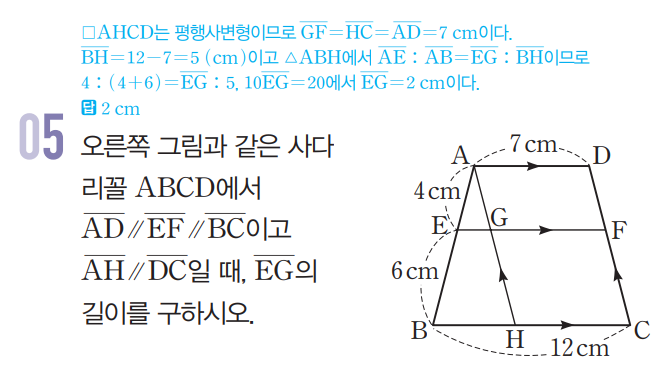 □AHCD는 평행사변형이므로 GF=HC=AD=7 cm이다.
BH=12-7=5 (cm)이고 △ABH에서 AE : AB=EG : BH이므로
4 : (4+6)=EG : 5, 10EG=20에서 EG=2 cm이다.
답 2 cm
05 오른쪽 그림과 같은 사다
리꼴 ABCD에서
AD∥EF∥BC이고
AH∥DC일 때, EG의
길이를 구하시오.
7 cm
A D
4 cm
E G F
6 cm
B H C
12 cm